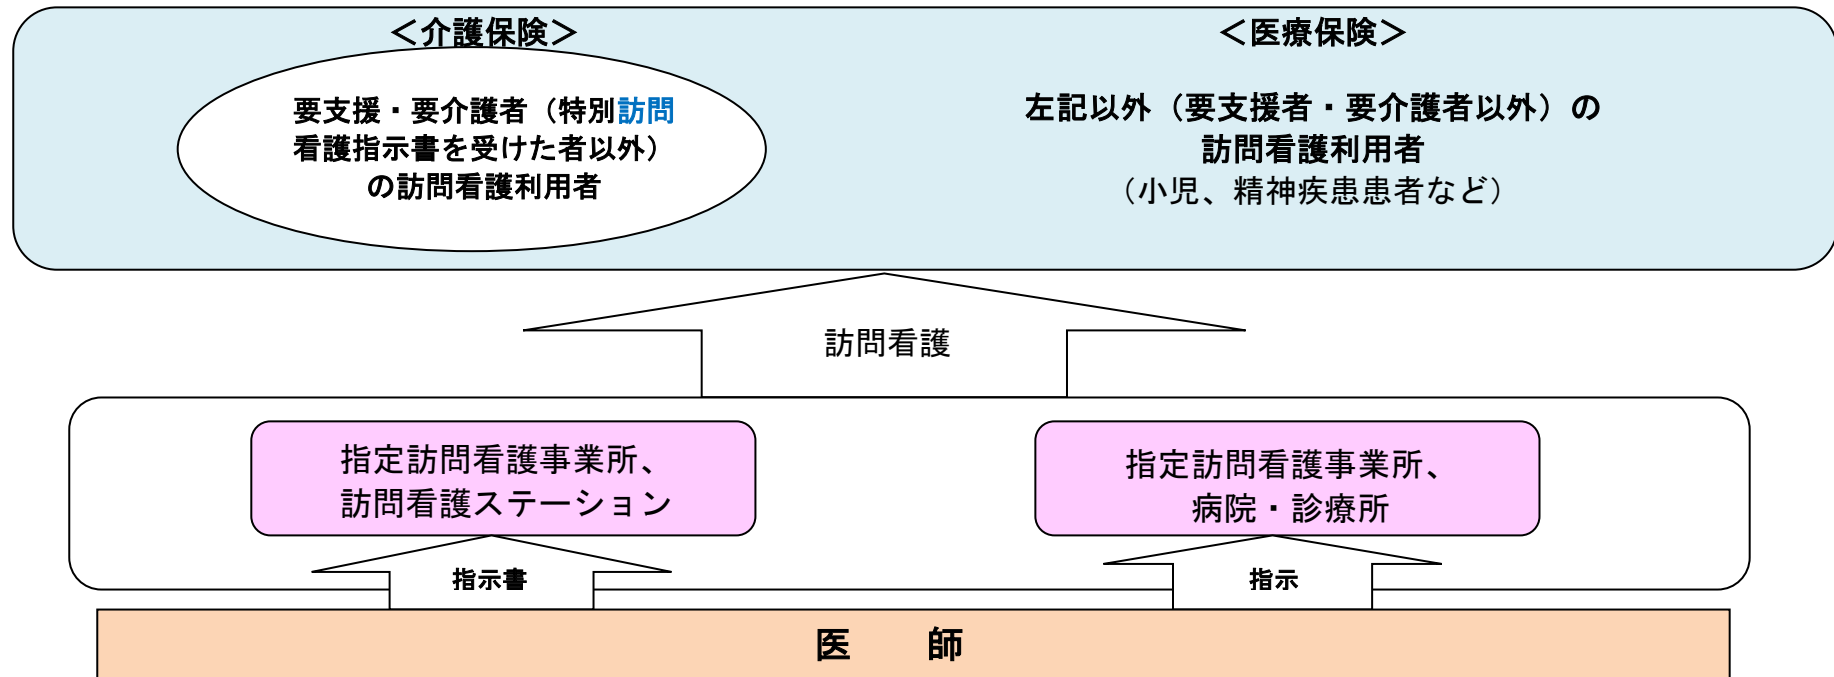 ＜介護保険＞
要支援・要介護者（特別訪問
看護指示書を受けた者以外）
の訪問看護利用者
＜医療保険＞
左記以外（要支援者・要介護者以外）の
訪問看護利用者
（小児、精神疾患患者など）
訪問看護
指定訪問看護事業所、
訪問看護ステーション
指定訪問看護事業所、
病院・診療所
指示書
指示
医　　師